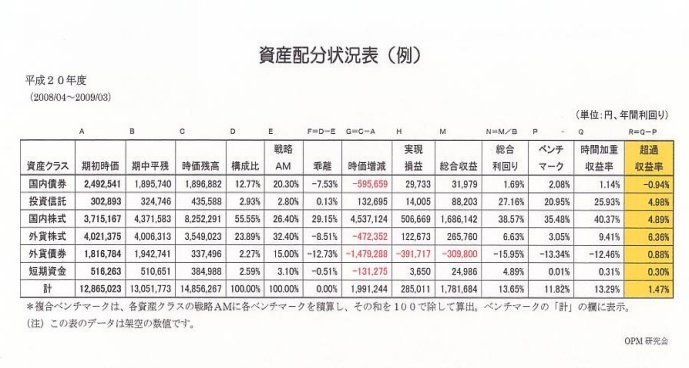 資産配分状況表（例）
平成２０年度
（2008/04～2009/03）
（単位：円、年間利回り）
A B C D E F=D-E G=C-A H M N=M/B P - Q R=Q-P
資産クラス 期初時価 期中平残 時価残高 構成比 戦略AM 乖離 時価増減 実現損益 総合収益 総合利回り ベンチマーク 時間加重収益率 超過収益率
国内債券 2,492,541 1,895,740 1,896,882 12.77% 20.30% -7.53% -595,659 29,733 31,979 1.69% 2.08% 1.14% -0.94%
投資信託 302,893 324,746 435,588 2.93% 2.80% 0.13% 132,695 14,005 88,203 27.16% 20.95% 25.93% 4.98%
国内株式 3,715,167 4,371,583 8,252,291 55.55% 26.40% 29.15% 4,537,124 506,669 1,686,142 38.57% 35.48% 40.37% 4.89%
外貨株式 4,021,375 4,006,313 3,549,023 23.89% 32.40% -8.51% -472,352 122,673 265,760 6.63% 3.05% 9.41% 6.36%
外貨債券 1,816,784 1,942,741 337,496 2.27% 15.00% -12.73% -1,479,288 -391,717 -309,800 -15.95% -13.34% -12.46% 0.88%
短期資金 516,263 510,651 384,988 2.59% 3.10% -0.51% -131,275 3,650 24,986 4.89% 0.01% 0.31% 0.30%
計 12,865,023 13,051,773 14,856,267 100.00% 100.00% 0.00% 1,991,244 285,011 1,781,684 13.65% 11.82% 13.29% 1.47%
＊複合ベンチマークは、各資産クラスの戦略AMに各ベンチマークを積算し、その和を１００で除して算出。ベンチマークの「計」の欄に表示。
（注） この表のデータは架空の数値です。
OPM 研究会